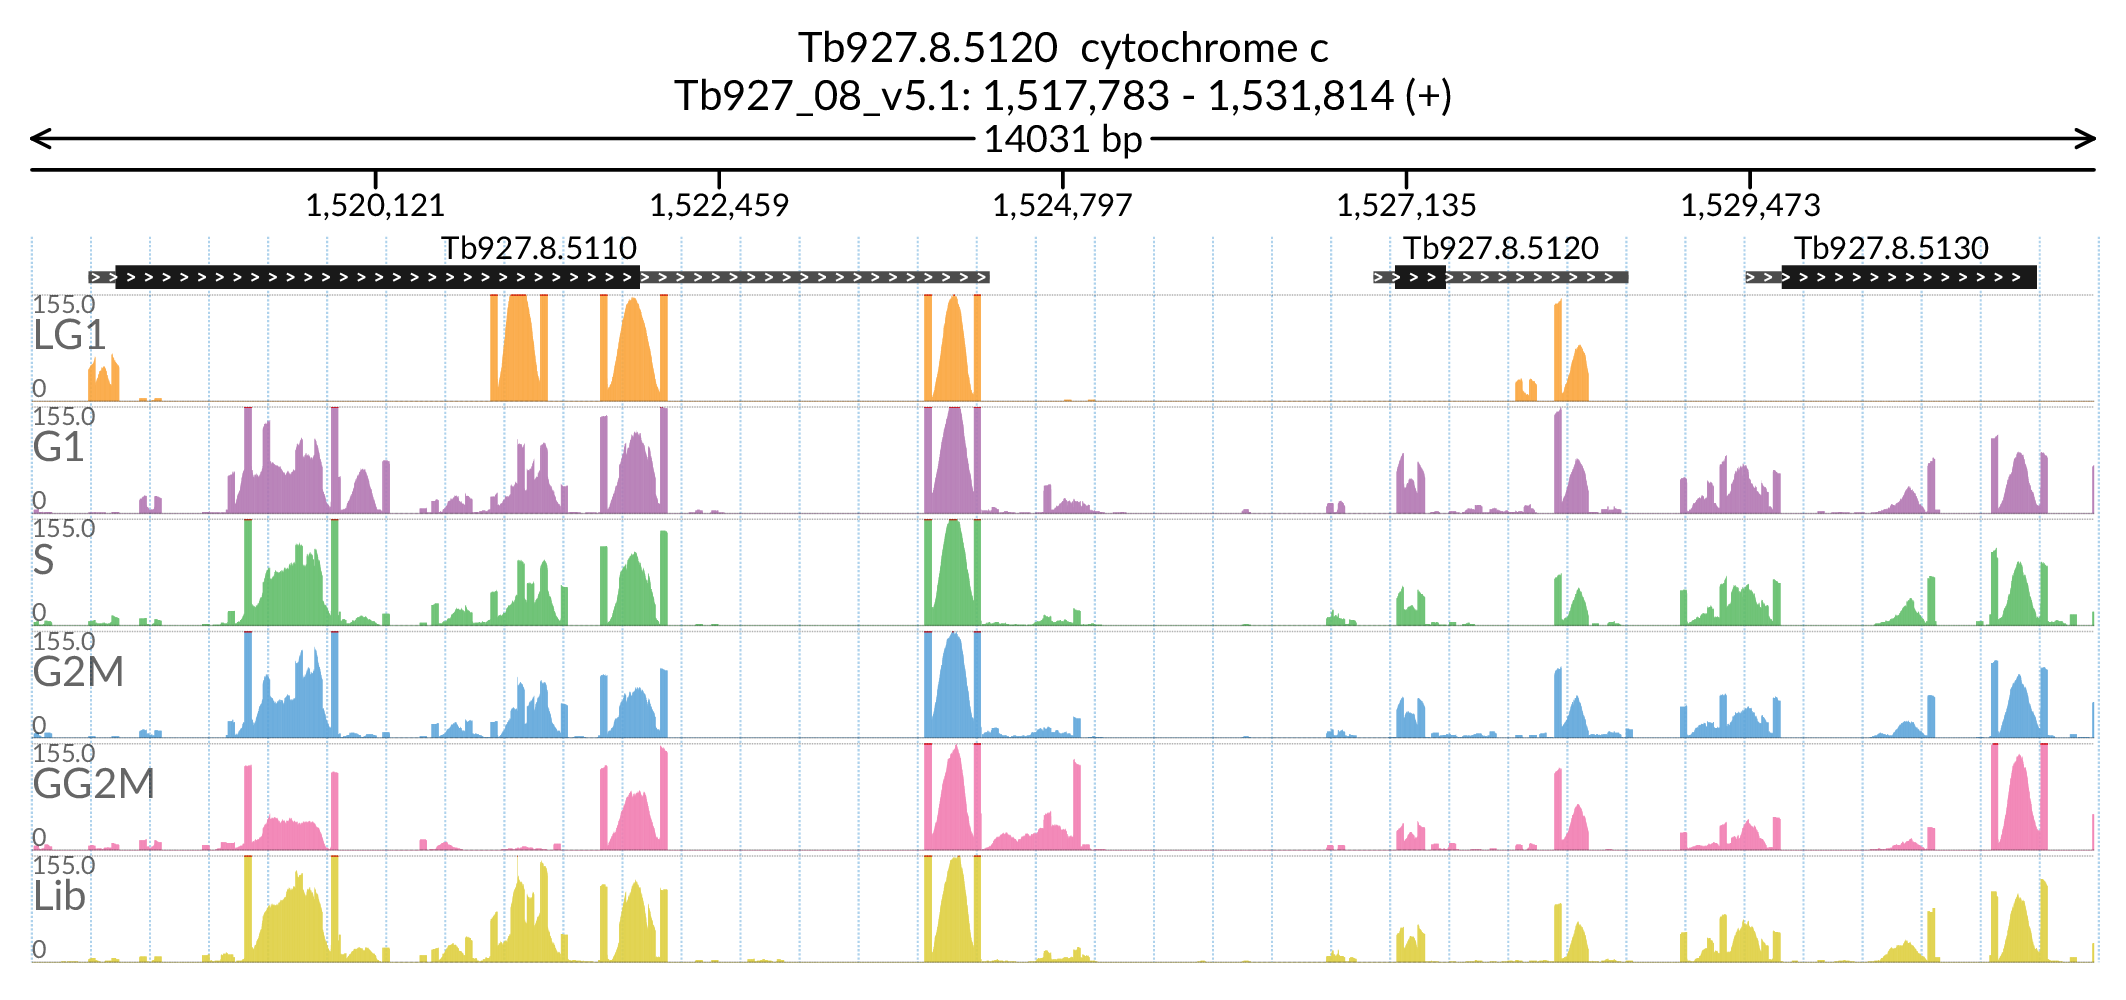 Tb927.8.5120  cytochrome c
Tb927_08_v5.1: 1,517,783 - 1,531,814 (+)
14031 bp
1,520,121 1,522,459 1,524,797 1,527,135 1,529,473
Tb927.8.5110 Tb927.8.5120 Tb927.8.5130
155.0
LG1
0
155.0
G1
0
155.0
S
0
155.0
G2M
0
155.0
GG2M
0
155.0
Lib
0